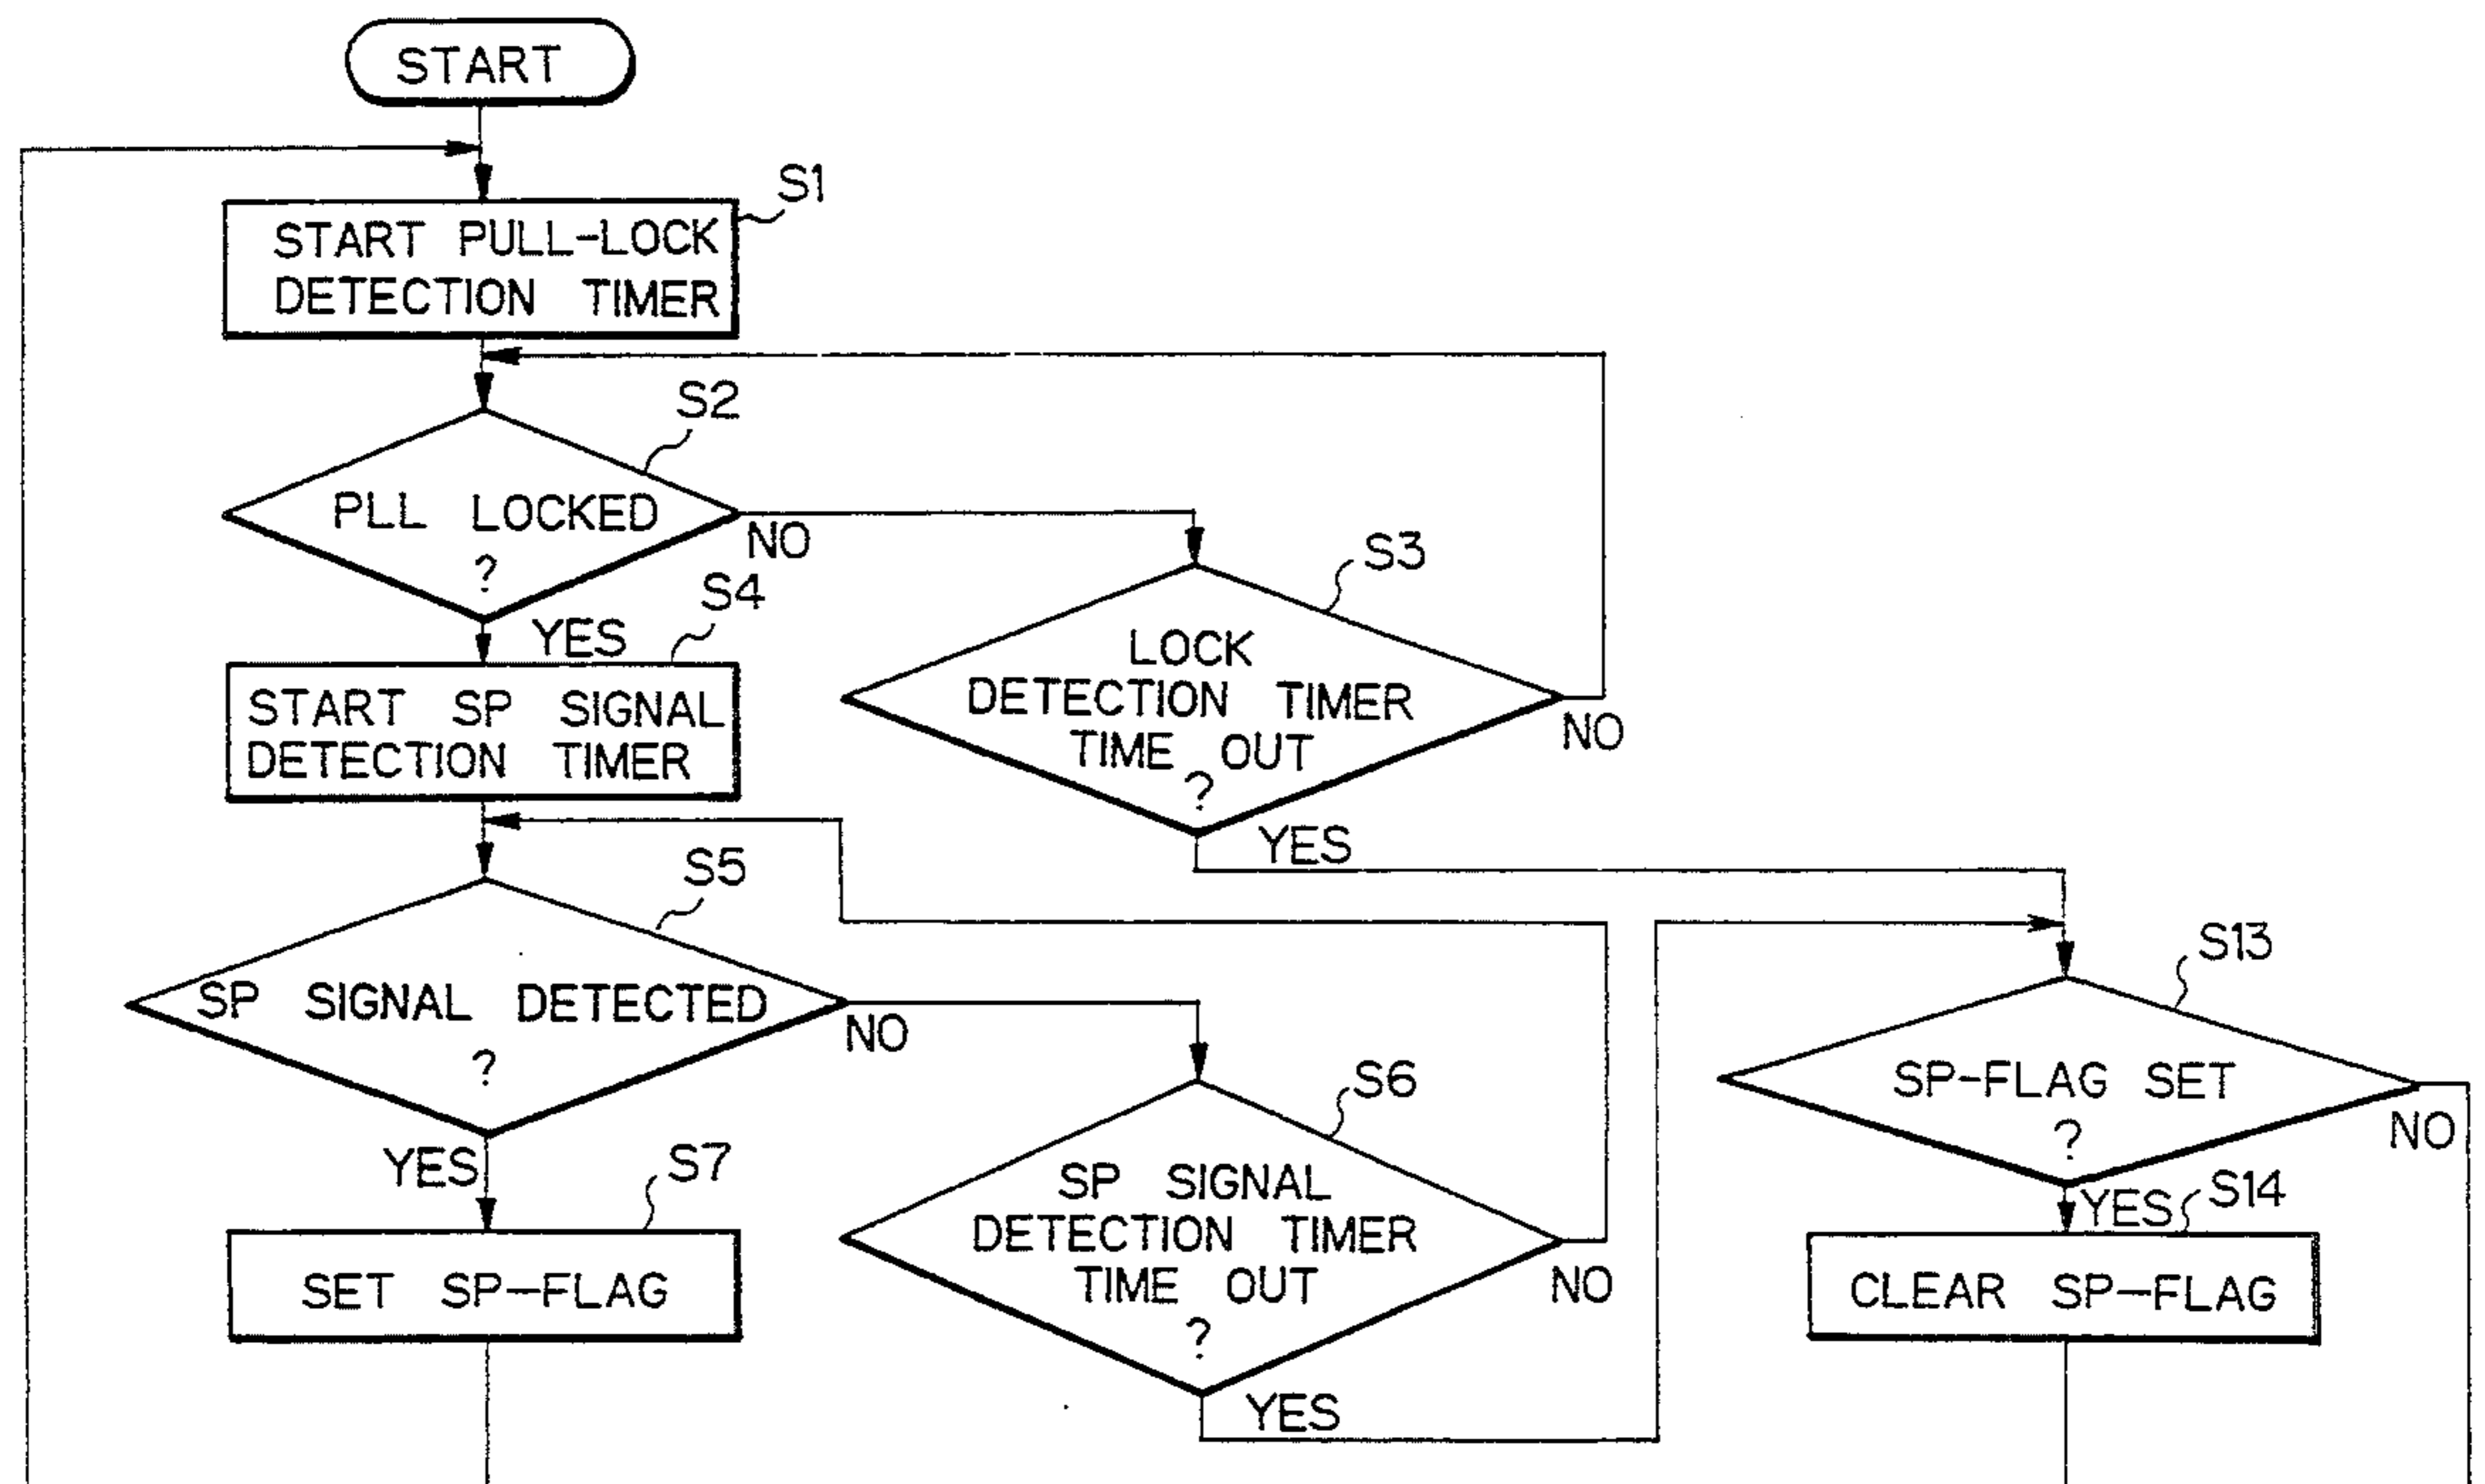 START
S1
START PULL-LOCK
DETECTION TIMER
S2
PLL LOCKED
?
NO
YES
S3
LOCK
DETECTION TIMER
TIME OUT
?
NO
YES
S4
START SP SIGNAL
DETECTION TIMER
S5
SP SIGNAL DETECTED
?
NO
YES
S6
SP SIGNAL
DETECTION TIMER
TIME OUT
?
NO
YES
S7
SET SP-FLAG
S13
SP-FLAG SET
?
NO
YES
S14
CLEAR SP-FLAG